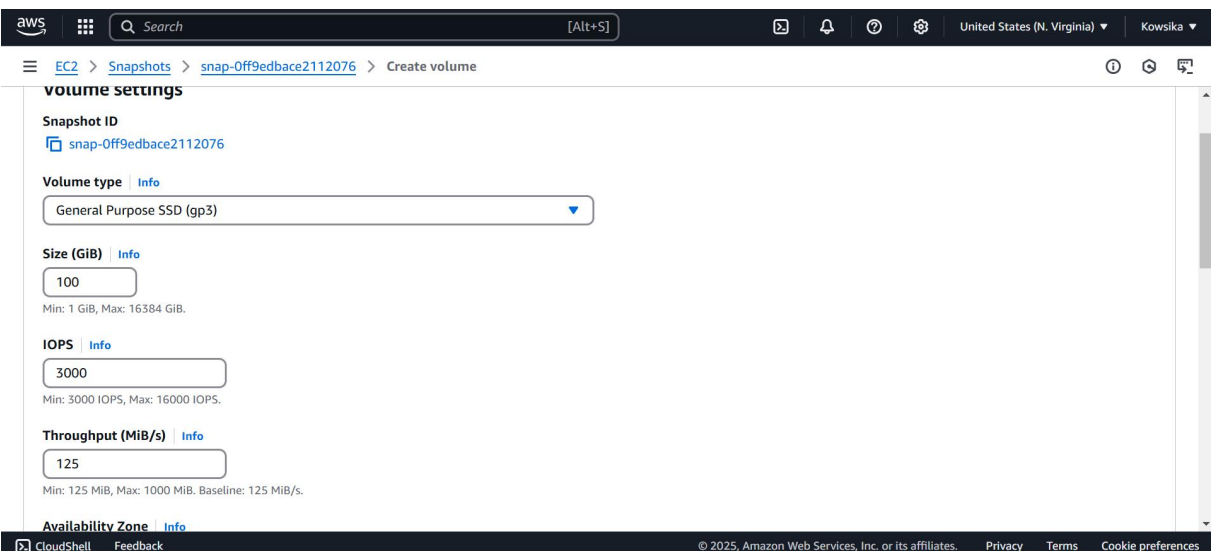 aws Search [Alt+S] United States (N. Virginia) ▼ Kowsika ▼
EC2 > Snapshots > snap-0ff9edbace2112076 > Create volume
Volume settings
Snapshot ID
snap-0ff9edbace2112076
Volume type Info
General Purpose SSD (gp3)
Size (GiB) Info
100
Min: 1 GiB, Max: 16384 GiB.
IOPS Info
3000
Min: 3000 IOPS, Max: 16000 IOPS.
Throughput (MiB/s) Info
125
Min: 125 MiB, Max: 1000 MiB. Baseline: 125 MiB/s.
Availability Zone Info
CloudShell Feedback © 2025, Amazon Web Services, Inc. or its affiliates. Privacy Terms Cookie preferences